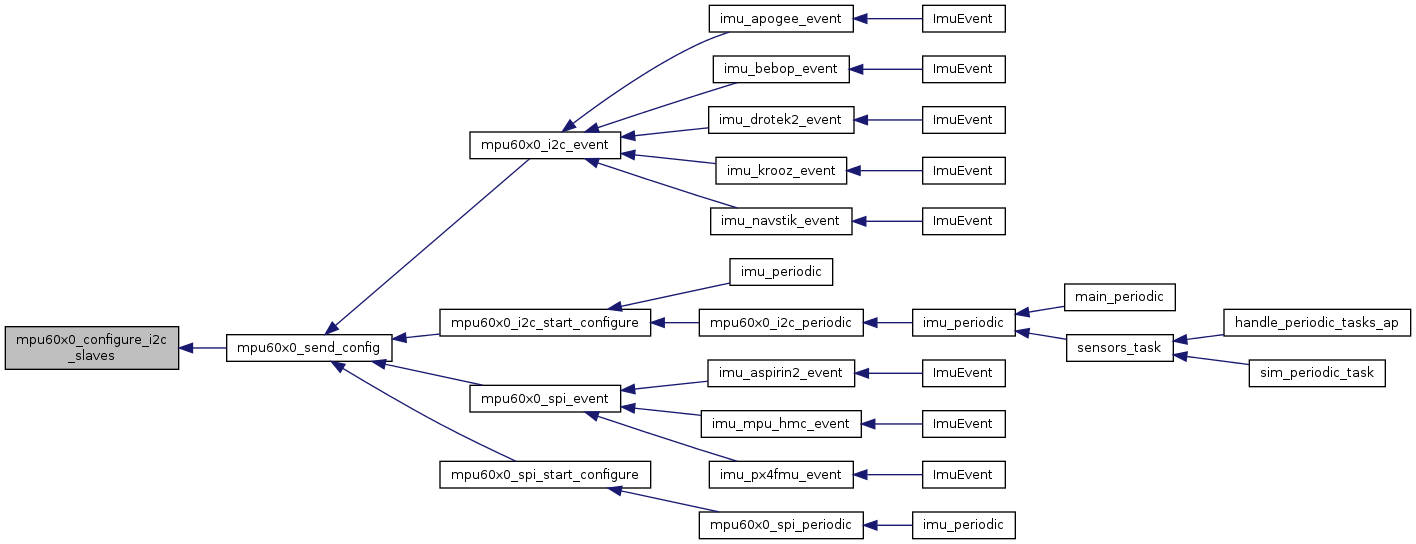 imu_apogee_event
ImuEvent
imu_bebop_event
ImuEvent
imu_drotek2_event
ImuEvent
mpu60x0_i2c_event
imu_krooz_event
ImuEvent
imu_navstik_event
ImuEvent
imu_periodic
main_periodic
mpu60x0_i2c_start_configure
mpu60x0_i2c_periodic
imu_periodic
handle_periodic_tasks_ap
mpu60x0_configure_i2c
_slaves
mpu60x0_send_config
sensors_task
imu_aspirin2_event
ImuEvent
sim_periodic_task
mpu60x0_spi_event
imu_mpu_hmc_event
ImuEvent
mpu60x0_spi_start_configure
imu_px4fmu_event
ImuEvent
mpu60x0_spi_periodic
imu_periodic